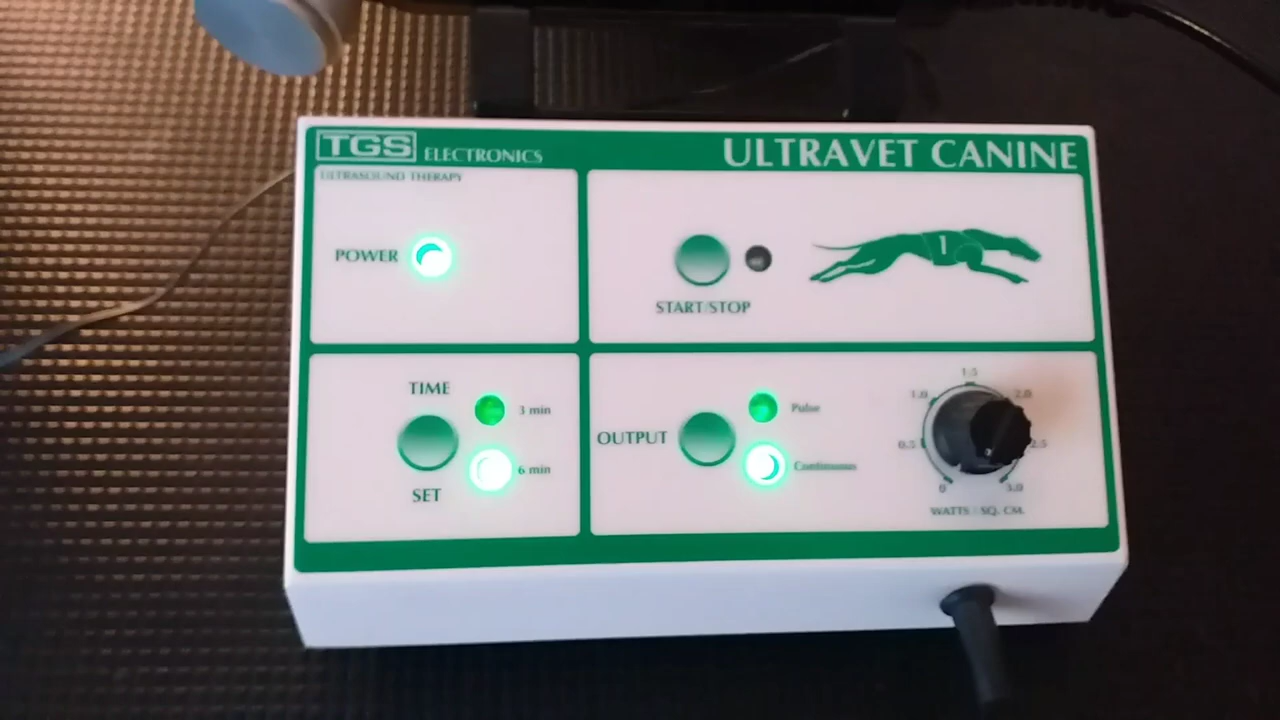 TGS ELECTRONICS
ULTRAVET CANINE
ULTRASOUND THERAPY
POWER
1
START/STOP
TIME
3 min
6 min
SET
OUTPUT
Pulse
Continuous
0
0.5
1.0
1.5
2.0
2.5
3.0
WATTS / SQ. CM.